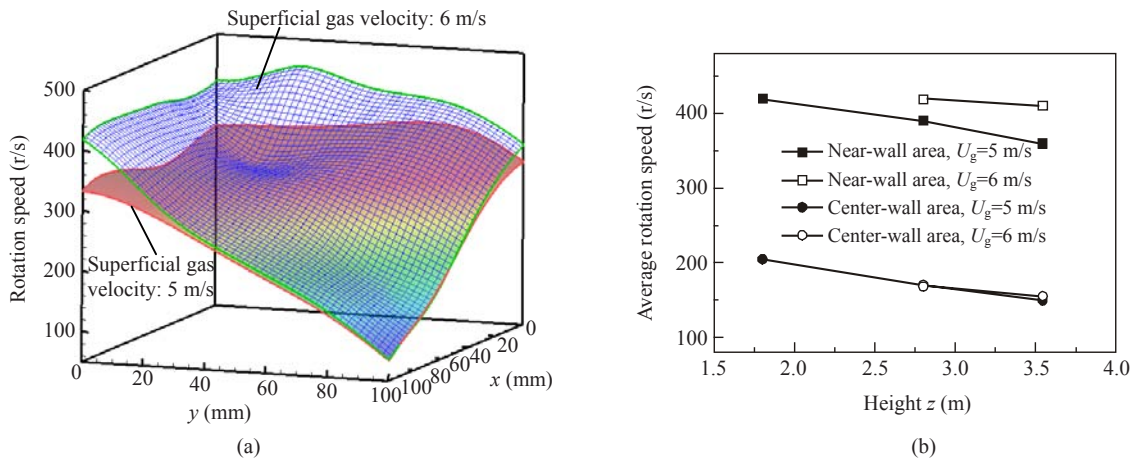 Superficial gas velocity: 6 m/s
500
400
300
200
100
Rotation speed (r/s)
Superficial gas
velocity: 5 m/s
0
20
40
60
80
100
y (mm)
100
80
60
40
20
0
x (mm)
(a)
Average rotation speed (r/s)
400
300
200
100
Near-wall area, Ug=5 m/s
Near-wall area, Ug=6 m/s
Center-wall area, Ug=5 m/s
Center-wall area, Ug=6 m/s
1.5 2.0 2.5 3.0 3.5 4.0
Height z (m)
(b)